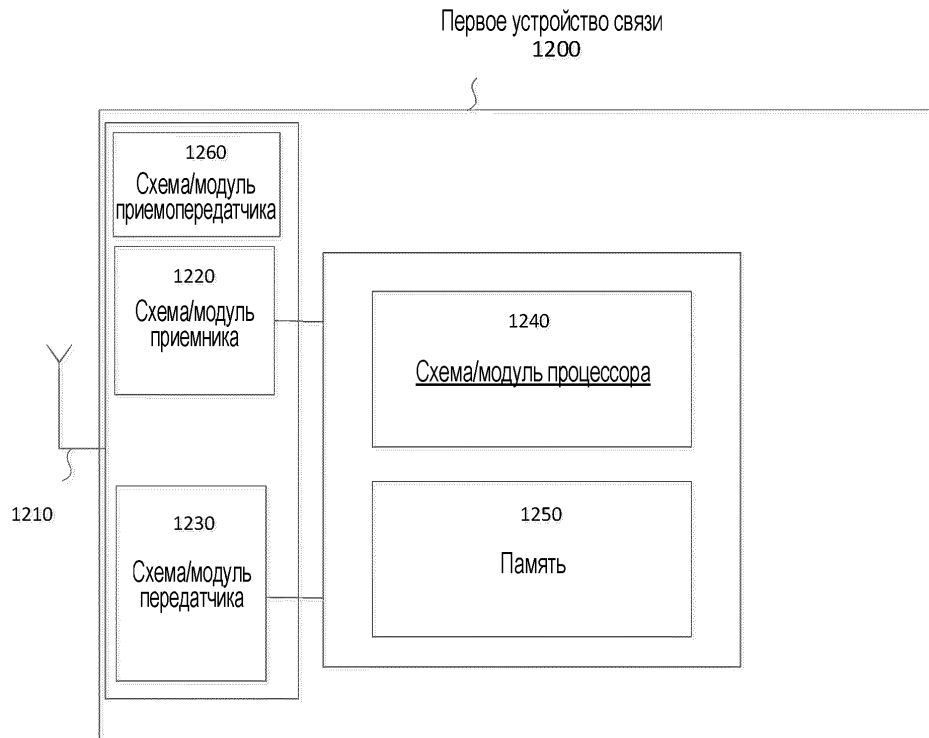 Первое устройство связи
1200
1260
Схема/модуль
приемопередатчика
1220
Схема/модуль
приемника
1240
Схема/модуль процессора
1210
1230
Схема/модуль
передатчика
1250
Память